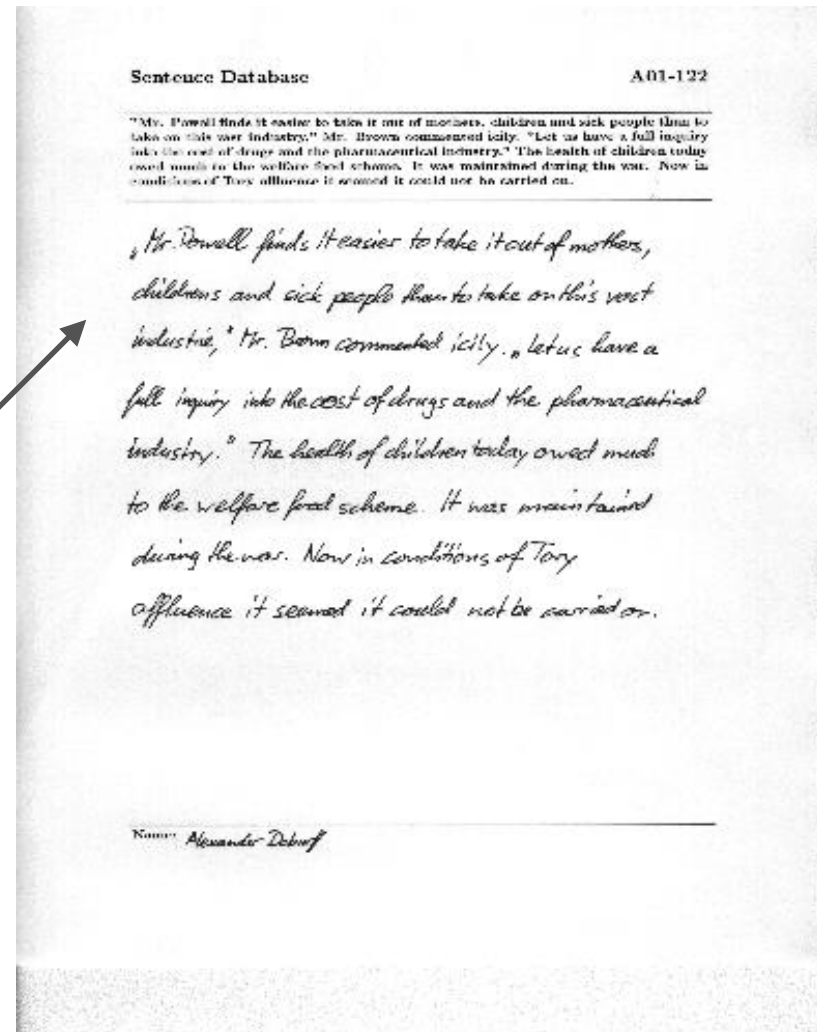 Sentence Database A01-122
"Mr. Powell finds it easier to take it out of mothers, children and sick people than to
take on this vast industry," Mr. Brown commented icily. "Let us have a full inquiry
into the cost of drugs and the pharmaceutical industry." The health of children today
owed much to the welfare food scheme. It was maintained during the war. Now in
conditions of Tory affluence it seemed it could not be carried on.
„Mr. Powell finds it easier to take it out of mothers,
childrens and sick people than to take on this vast
industrie," Mr. Brown commented icily. „Let us have a
full inquiry into the cost of drugs and the pharmaceutical
industry." The health of children today owed much
to the welfare food scheme. It was maintained
during the war. Now in conditions of Tory
affluence it seemed it could not be carried on.
Name: Alexander